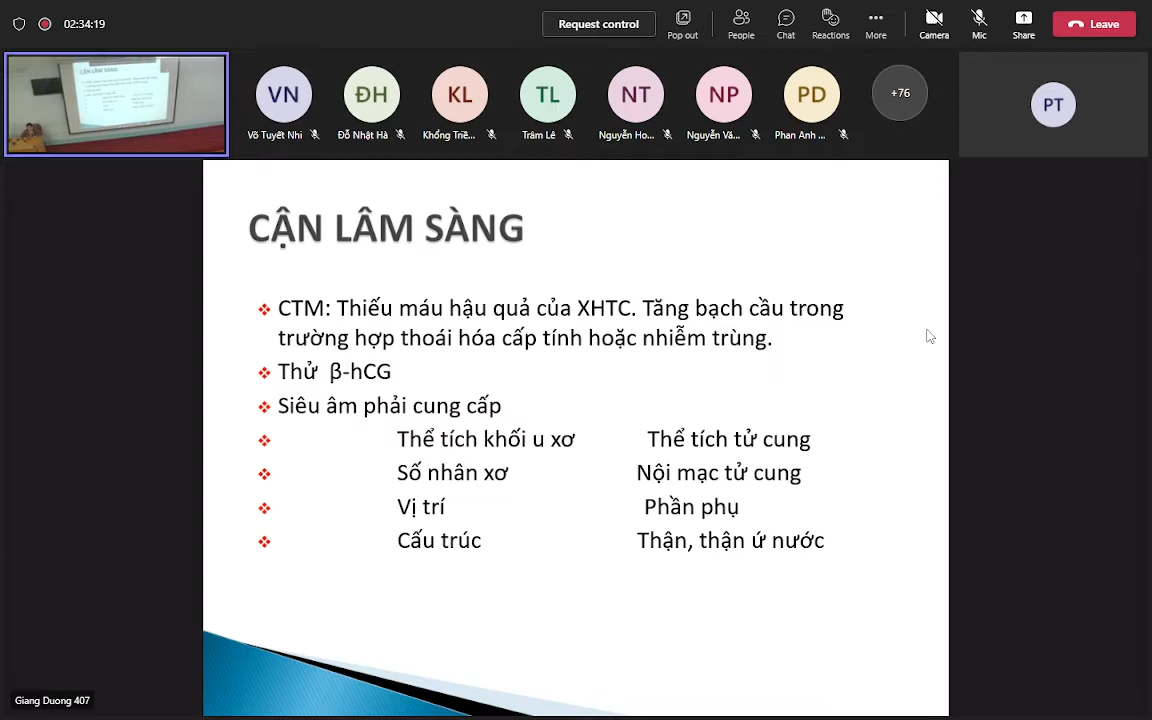 02:34:19
Request control
Pop out
People
Chat
Reactions
More
Camera
Mic
Share
Leave
CẬN LÂM SÀNG
VN
ĐH
KL
TL
NT
NP
PD
+76
PT
Võ Tuyết Nhi
Đỗ Nhật Hà
Khổng Triề...
Trâm Lê
Nguyễn Ho...
Nguyễn Vă...
Phan Anh ...
CẬN LÂM SÀNG
CTM: Thiếu máu hậu quả của XHTC. Tăng bạch cầu trong
trường hợp thoái hóa cấp tính hoặc nhiễm trùng.
Thử β-hCG
Siêu âm phải cung cấp
Thể tích khối u xơ Thể tích tử cung
Số nhân xơ Nội mạc tử cung
Vị trí Phần phụ
Cấu trúc Thận, thận ứ nước
Giang Duong 407